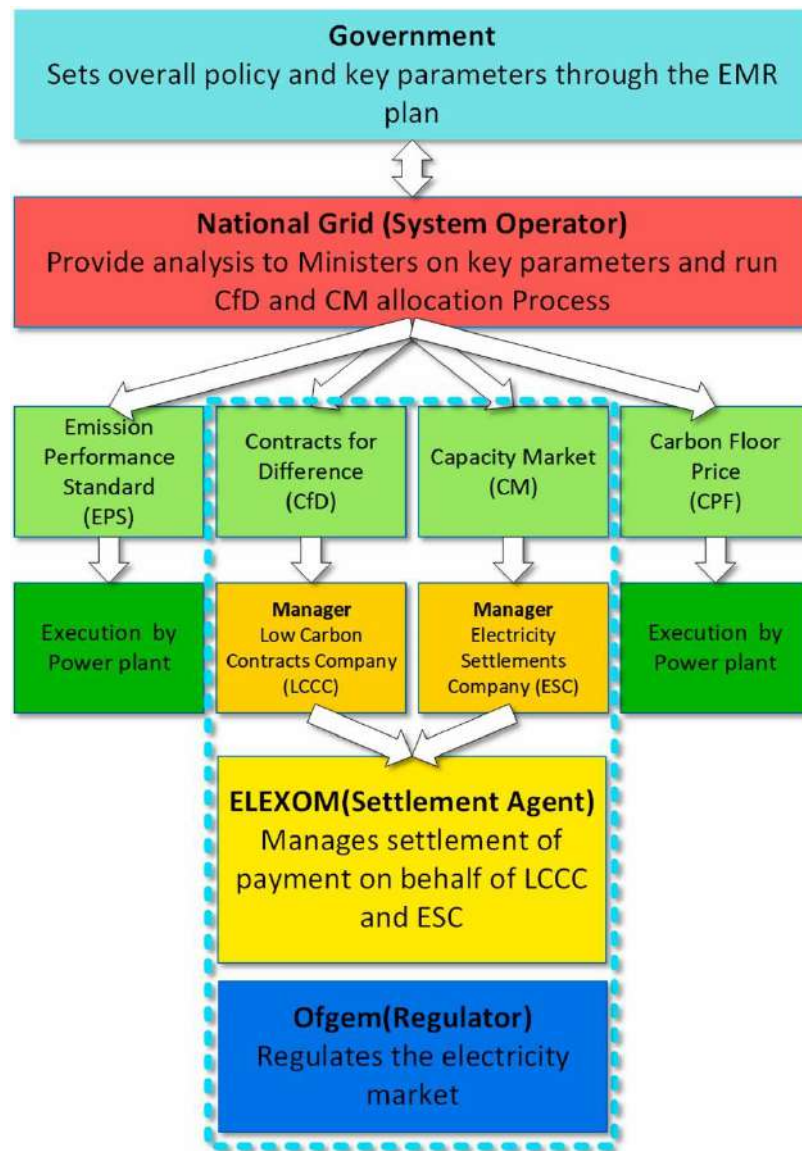 Government
Sets overall policy and key parameters through the EMR
plan
National Grid (System Operator)
Provide analysis to Ministers on key parameters and run
CfD and CM allocation Process
Emission
Performance
Standard
(EPS)
Contracts for
Difference
(CfD)
Capacity Market
(CM)
Carbon Floor
Price
(CPF)
Execution by
Power plant
Manager
Low Carbon
Contracts Company
(LCCC)
Manager
Electricity
Settlements
Company (ESC)
Execution by
Power plant
ELEXOM(Settlement Agent)
Manages settlement of
payment on behalf of LCCC
and ESC
Ofgem(Regulator)
Regulates the electricity
market